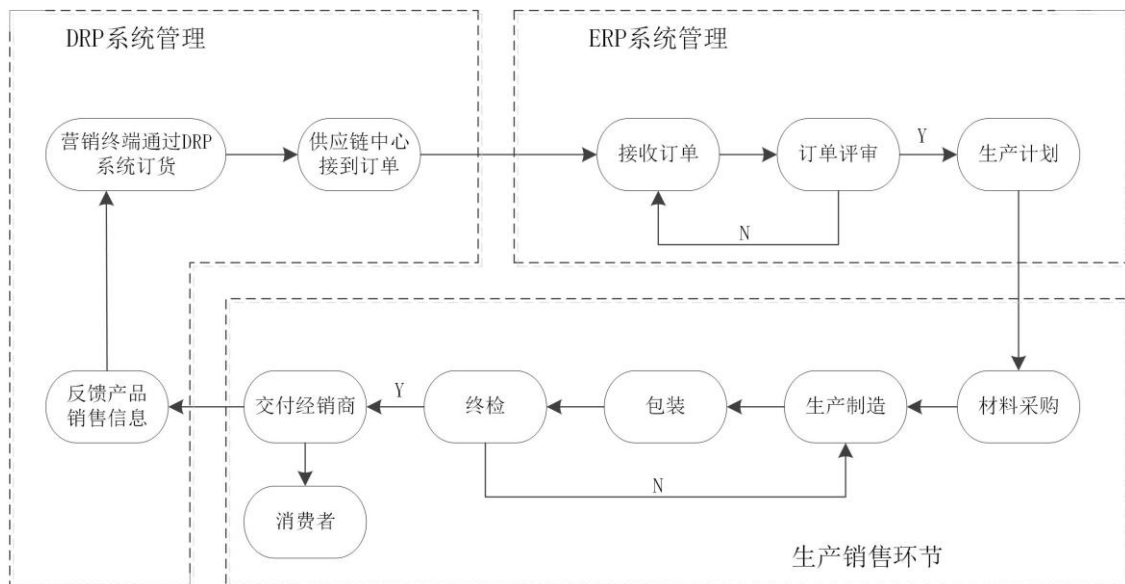 DRP系统管理
ERP系统管理
营销终端通过DRP
系统订货
供应链中心
接到订单
接收订单
订单评审
Y
生产计划
N
反馈产品
销售信息
交付经销商
Y
终检
包装
生产制造
材料采购
N
消费者
生产销售环节